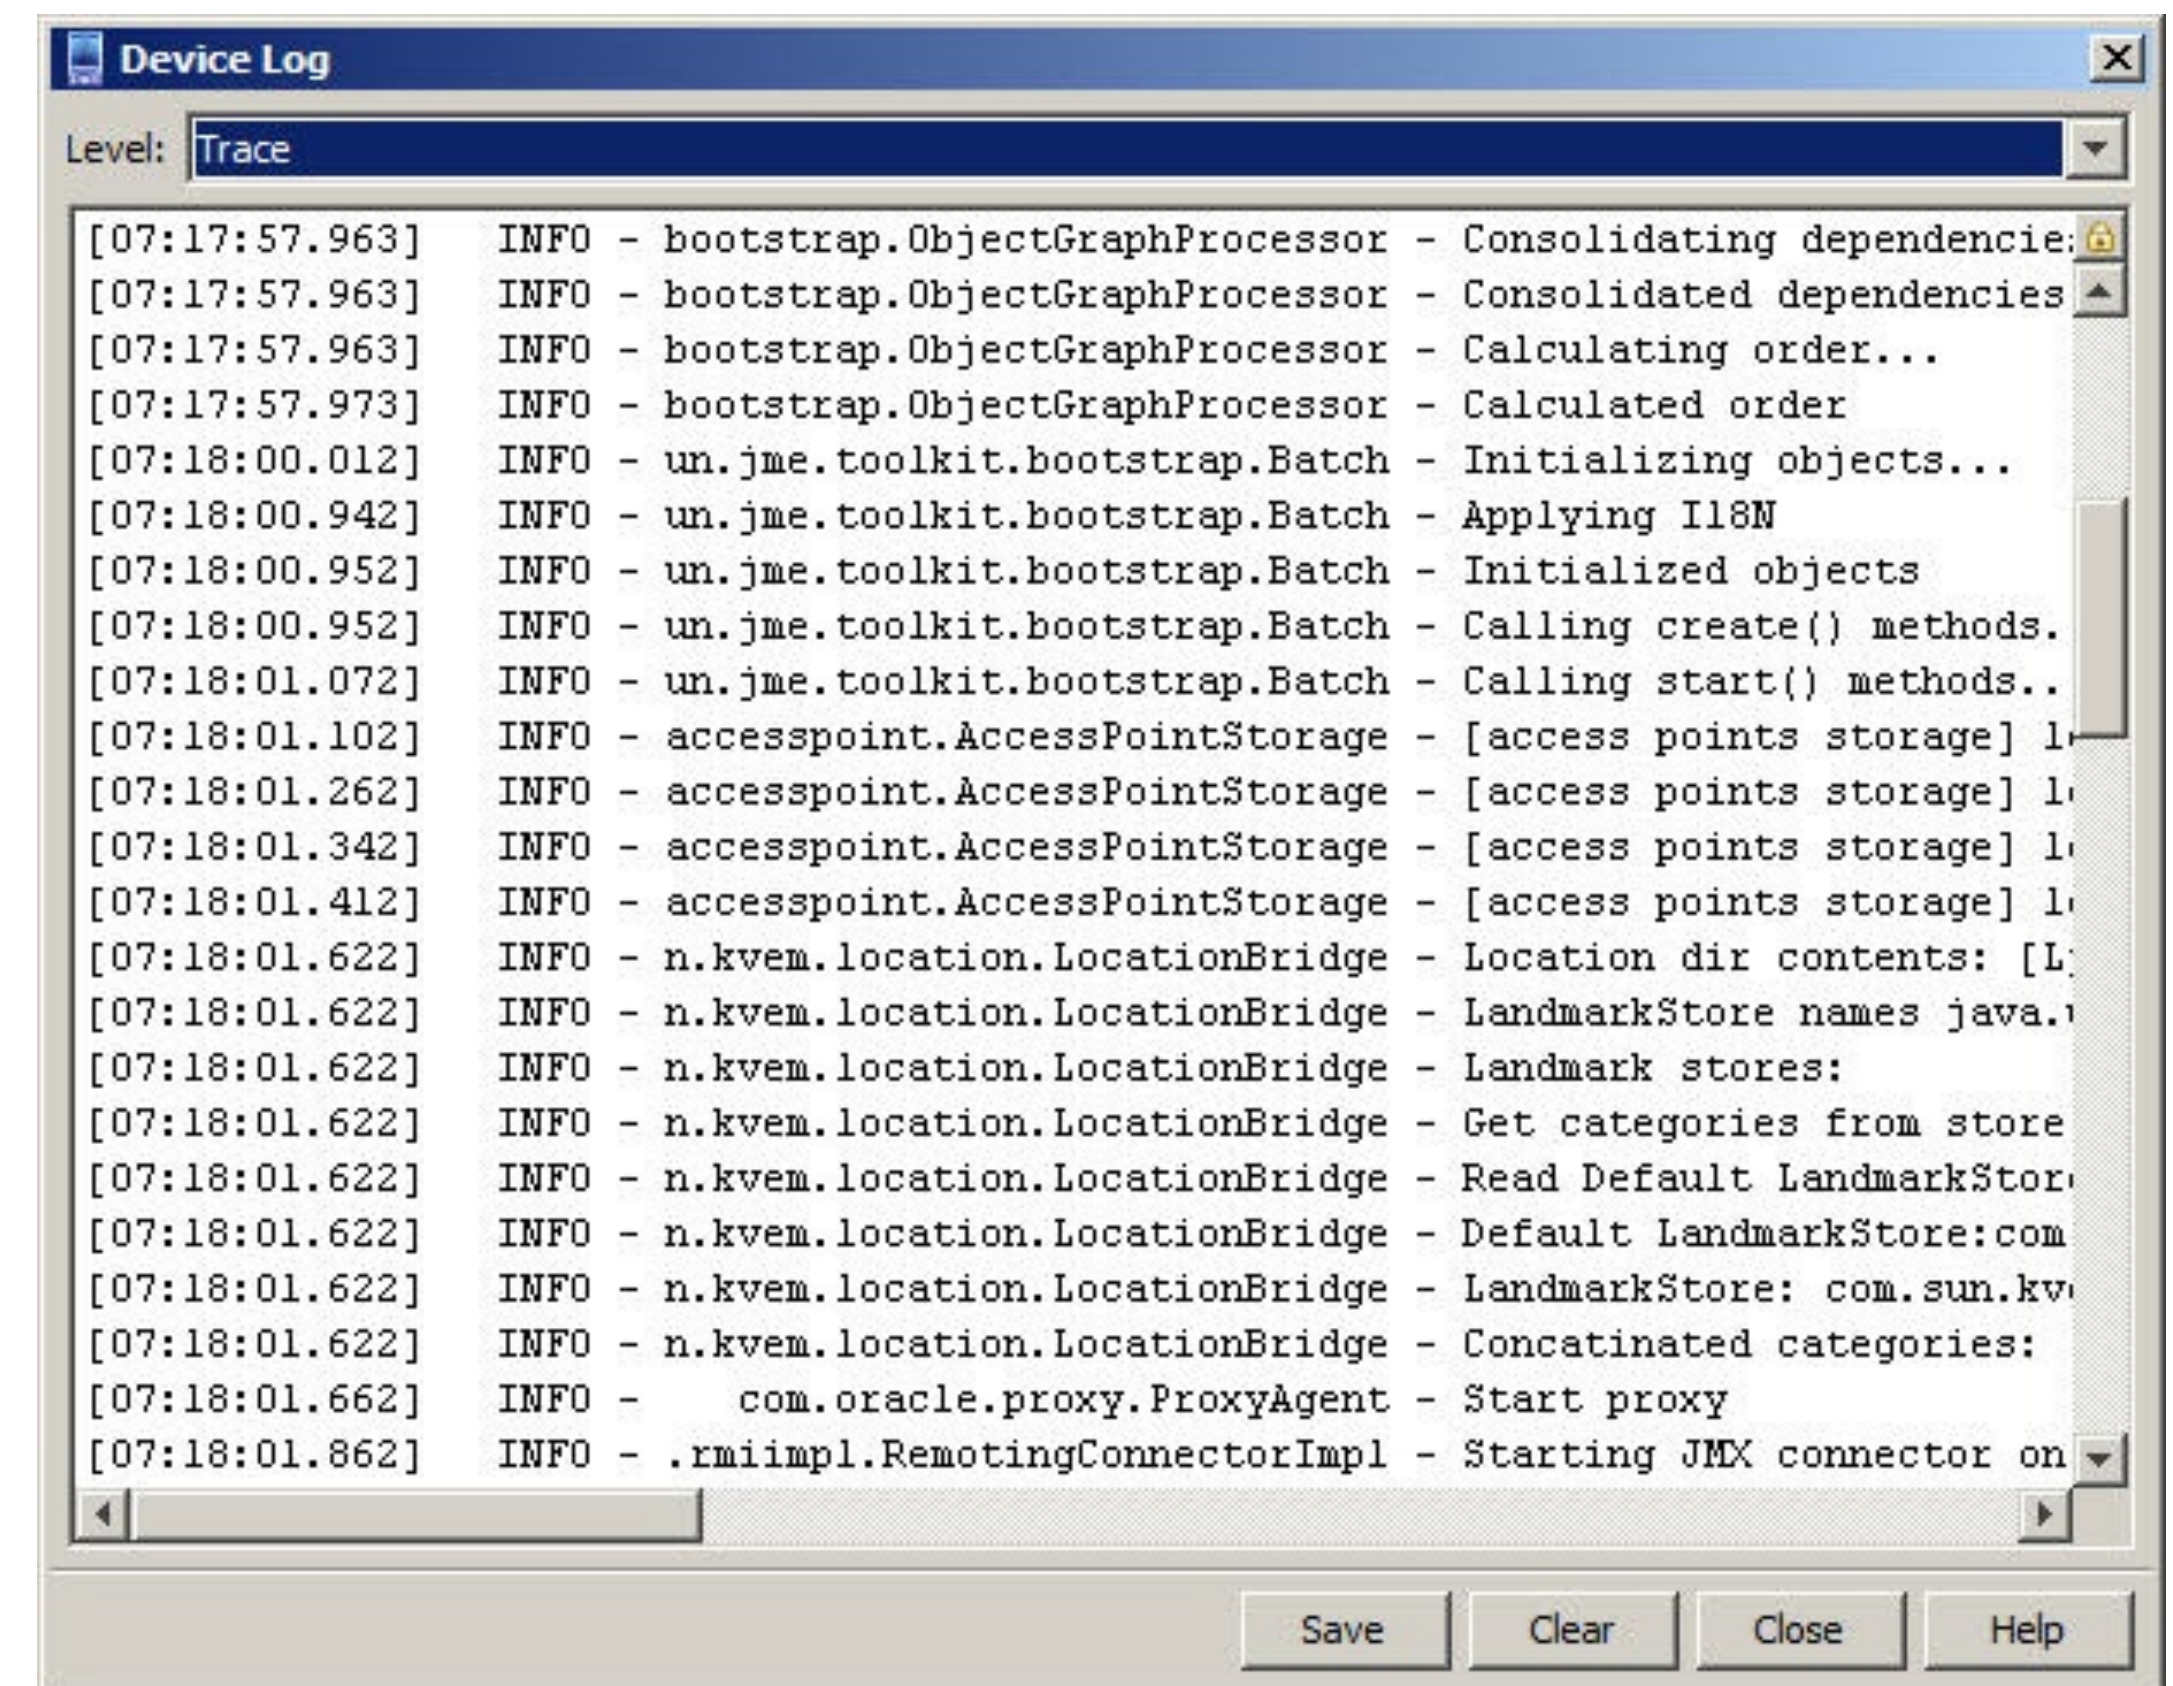 Device Log
Level: Trace
[07:17:57.963] INFO - bootstrap.ObjectGraphProcessor - Consolidating
[07:17:57.963] INFO - bootstrap.ObjectGraphProcessor - Consolidated dependencies
[07:17:57.963] INFO - bootstrap.ObjectGraphProcessor - Calculating order...
[07:17:57.973] INFO - bootstrap.ObjectGraphProcessor - Calculated order
[07:18:00.012] INFO - un.jme.toolkit.bootstrap.Batch - Initializing objects...
[07:18:00.942] INFO - un.jme.toolkit.bootstrap.Batch - Applying I18N
[07:18:00.952] INFO - un.jme.toolkit.bootstrap.Batch - Initialized objects
[07:18:00.952] INFO - un.jme.toolkit.bootstrap.Batch - Calling create() methods.
[07:18:01.072] INFO - un.jme.toolkit.bootstrap.Batch - Calling start() methods..
[07:18:01.102] INFO - accesspoint.AccessPointStorage - [access points storage]
[07:18:01.262] INFO - accesspoint.AccessPointStorage - [access points storage]
[07:18:01.342] INFO - accesspoint.AccessPointStorage - [access points storage]
[07:18:01.412] INFO - accesspoint.AccessPointStorage - [access points storage]
[07:18:01.622] INFO - n.kvem.location.LocationBridge - Location dir contents:
[07:18:01.622] INFO - n.kvem.location.LocationBridge - LandmarkStore names
[07:18:01.622] INFO - n.kvem.location.LocationBridge - Landmark stores:
[07:18:01.622] INFO - n.kvem.location.LocationBridge - Get categories from store
[07:18:01.622] INFO - n.kvem.location.LocationBridge - Read Default
[07:18:01.622] INFO - n.kvem.location.LocationBridge - Default LandmarkStore:com
[07:18:01.622] INFO - n.kvem.location.LocationBridge - LandmarkStore:
[07:18:01.622] INFO - n.kvem.location.LocationBridge - Concatinated categories:
[07:18:01.662] INFO - com.oracle.proxy.ProxyAgent - Start proxy
[07:18:01.862] INFO - .rmiimpl.RemotingConnectorImpl - Starting JMX connector on
Save Clear Close Help